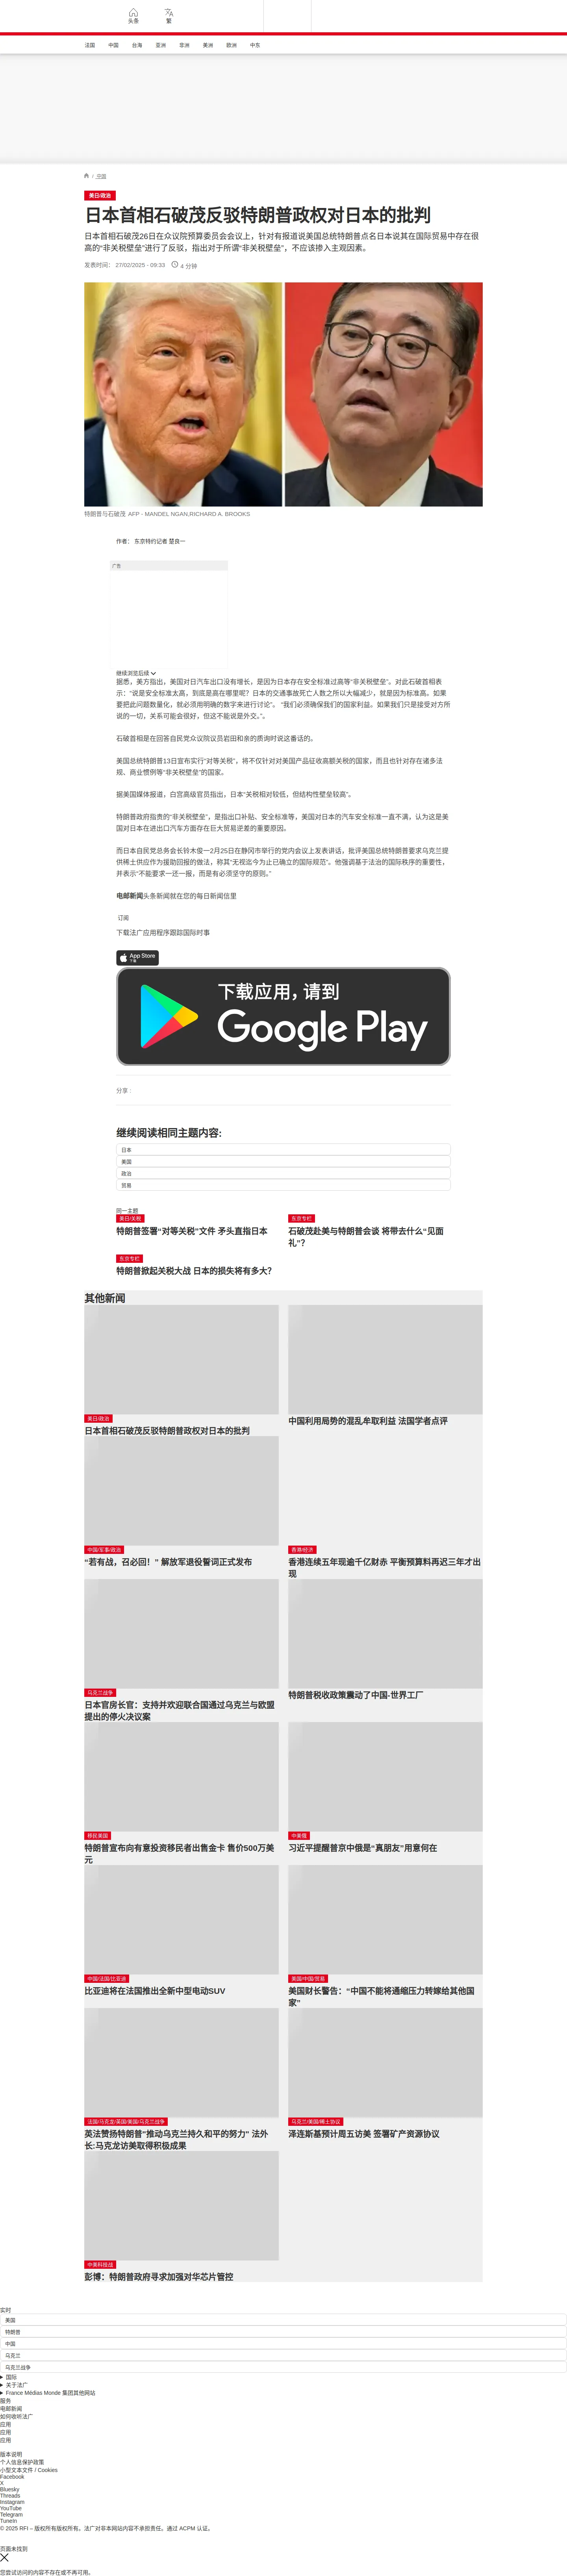 头条
繁
法国 中国 台海 亚洲 非洲 美洲 欧洲 中东
/ 中国
美日/政治
日本首相石破茂反驳特朗普政权对日本的批判
日本首相石破茂26日在众议院预算委员会会议上，针对有报道说美国总统特朗普点名日本说其在国际贸易中存在很
高的“非关税壁垒”进行了反驳，指出对于所谓“非关税壁垒”，不应该掺入主观因素。
发表时间： 27/02/2025 - 09:33 4 分钟
特朗普与石破茂 AFP - MANDEL NGAN,RICHARD A. BROOKS
作者： 东京特约记者 楚良一
广告
继续浏览后续
据悉，美方指出，美国对日汽车出口没有增长，是因为日本存在安全标准过高等“非关税壁垒”。对此石破首相表
示：“说是安全标准太高，到底是高在哪里呢？日本的交通事故死亡人数之所以大幅减少，就是因为标准高。如果
要把此问题数量化，就必须用明确的数字来进行讨论”。 “我们必须确保我们的国家利益。如果我们只是接受对方所
说的一切，关系可能会很好，但这不能说是外交。”。
石破首相是在回答自民党众议院议员岩田和亲的质询时说这番话的。
美国总统特朗普13日宣布实行“对等关税”，将不仅针对对美国产品征收高额关税的国家，而且也针对存在诸多法
规、商业惯例等“非关税壁垒”的国家。
据美国媒体报道，白宫高级官员指出，日本“关税相对较低，但结构性壁垒较高”。
特朗普政府指责的“非关税壁垒”，是指出口补贴、安全标准等，美国对日本的汽车安全标准一直不满，认为这是美
国对日本在进出口汽车方面存在巨大贸易逆差的重要原因。
而日本自民党总务会长铃木俊一2月25日在静冈市举行的党内会议上发表讲话，批评美国总统特朗普要求乌克兰提
供稀土供应作为援助回报的做法，称其“无视迄今为止已确立的国际规范”。他强调基于法治的国际秩序的重要性，
并表示“不能要求一还一报，而是有必须坚守的原则。”
电邮新闻头条新闻就在您的每日新闻信里
订阅
下载法广应用程序跟踪国际时事
App Store
下载
下载应用，请到
Google Play
分享 :
继续阅读相同主题内容:
日本
美国
政治
贸易
同一主题
美日/关税
特朗普签署“对等关税”文件 矛头直指日本
东京专栏
石破茂赴美与特朗普会谈 将带去什么“见面
礼”？
东京专栏
特朗普掀起关税大战 日本的损失将有多大？
其他新闻
美日/政治
日本首相石破茂反驳特朗普政权对日本的批判
中国利用局势的混乱牟取利益 法国学者点评
中国/军事/政治
“若有战，召必回！” 解放军退役誓词正式发布
香港/经济
香港连续五年现逾千亿财赤 平衡预算料再迟三年才出
现
乌克兰战争
日本官房长官：支持并欢迎联合国通过乌克兰与欧盟
提出的停火决议案
特朗普税收政策震动了中国-世界工厂
移民美国
特朗普宣布向有意投资移民者出售金卡 售价500万美
元
中美俄
习近平提醒普京中俄是“真朋友”用意何在
中国/法国/比亚迪
比亚迪将在法国推出全新中型电动SUV
美国/中国/贸易
美国财长警告：“中国不能将通缩压力转嫁给其他国
家”
法国/马克龙/英国/美国/乌克兰战争
英法赞扬特朗普“推动乌克兰持久和平的努力” 法外
长:马克龙访美取得积极成果
乌克兰/美国/稀土协议
泽连斯基预计周五访美 签署矿产资源协议
中美科技战
彭博：特朗普政府寻求加强对华芯片管控
实时
美国
特朗普
中国
乌克兰
乌克兰战争
国际
关于法广
France Médias Monde 集团其他网站
服务
电邮新闻
如何收听法广
应用
应用
应用
版本说明
个人信息保护政策
小型文本文件 / Cookies
Facebook
X
Bluesky
Threads
Instagram
YouTube
Telegram
TuneIn
© 2025 RFI – 版权所有版权所有。法广对非本网站内容不承担责任。通过 ACPM 认证。
页面未找到
您尝试访问的内容不存在或不再可用。